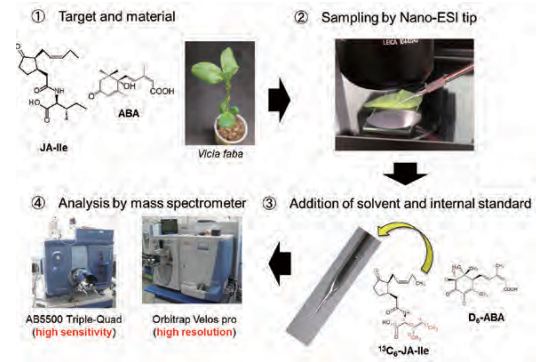 ① Target and material
JA-Ile
ABA
Vicia faba
② Sampling by Nano-ESI tip
③ Addition of solvent and internal standard
¹³C₆-JA-Ile
D₆-ABA
④ Analysis by mass spectrometer
AB5500 Triple-Quad
(high sensitivity)
Orbitrap Velos pro
(high resolution)